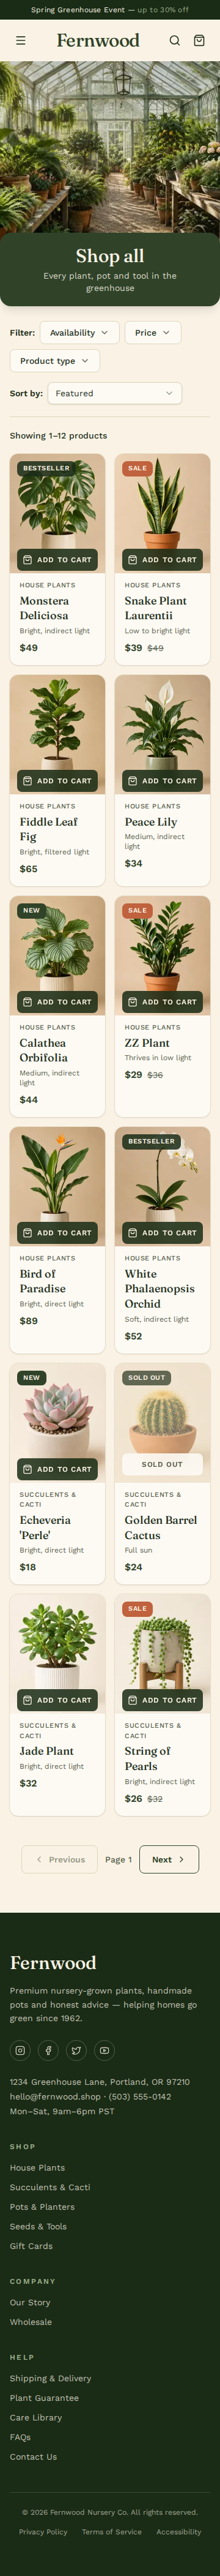 Spring Greenhouse Event — up to 30% off
Fernwood
Shop all
Every plant, pot and tool in the
greenhouse
Filter:
Availability
Price
Product type
Sort by:
Featured
Showing 1–12 products
BESTSELLER
ADD TO CART
HOUSE PLANTS
Monstera
Deliciosa
Bright, indirect light
$49
SALE
ADD TO CART
HOUSE PLANTS
Snake Plant
Laurentii
Low to bright light
$39 $49
ADD TO CART
HOUSE PLANTS
Fiddle Leaf
Fig
Bright, filtered light
$65
ADD TO CART
HOUSE PLANTS
Peace Lily
Medium, indirect
light
$34
NEW
ADD TO CART
HOUSE PLANTS
Calathea
Orbifolia
Medium, indirect
light
$44
SALE
ADD TO CART
HOUSE PLANTS
ZZ Plant
Thrives in low light
$29 $36
ADD TO CART
HOUSE PLANTS
Bird of
Paradise
Bright, direct light
$89
BESTSELLER
ADD TO CART
HOUSE PLANTS
White
Phalaenopsis
Orchid
Soft, indirect light
$52
NEW
ADD TO CART
SUCCULENTS &
CACTI
Echeveria
'Perle'
Bright, direct light
$18
SOLD OUT
SOLD OUT
SUCCULENTS &
CACTI
Golden Barrel
Cactus
Full sun
$24
ADD TO CART
SUCCULENTS &
CACTI
Jade Plant
Bright, direct light
$32
SALE
ADD TO CART
SUCCULENTS &
CACTI
String of
Pearls
Bright, indirect light
$26 $32
Previous
Page 1
Next
Fernwood
Premium nursery-grown plants, handmade
pots and honest advice — helping homes go
green since 1962.
1234 Greenhouse Lane, Portland, OR 97210
hello@fernwood.shop · (503) 555-0142
Mon–Sat, 9am–6pm PST
SHOP
House Plants
Succulents & Cacti
Pots & Planters
Seeds & Tools
Gift Cards
COMPANY
Our Story
Wholesale
HELP
Shipping & Delivery
Plant Guarantee
Care Library
FAQs
Contact Us
© 2026 Fernwood Nursery Co. All rights reserved.
Privacy Policy
Terms of Service
Accessibility